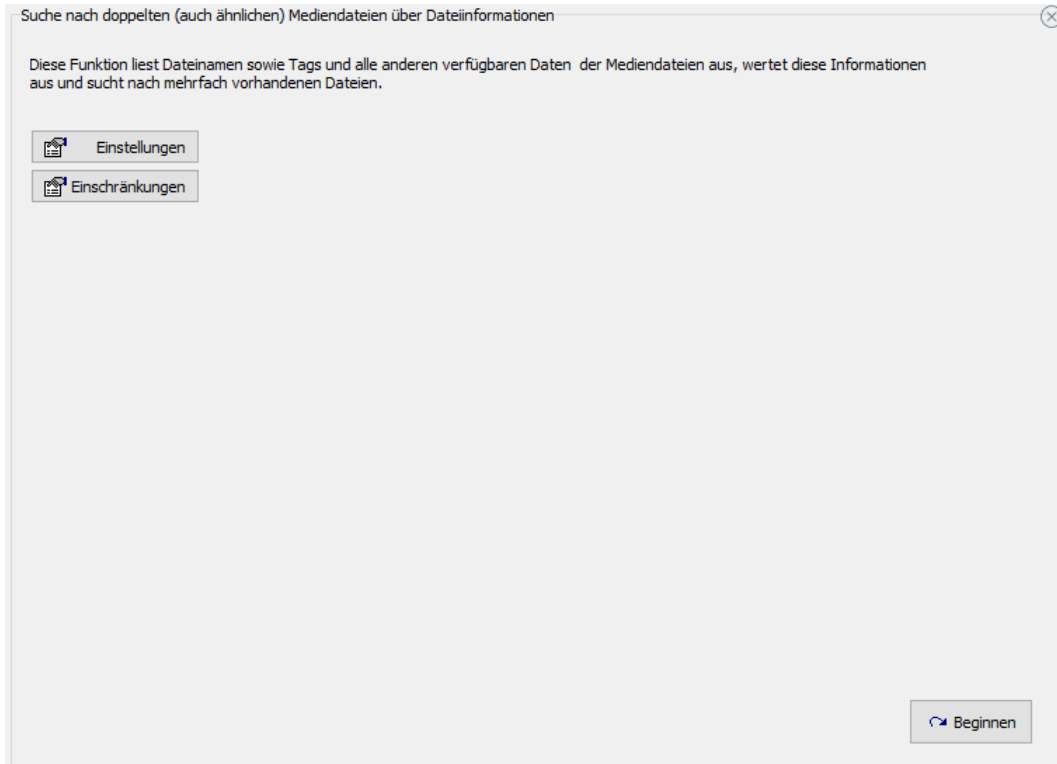 Suche nach doppelten (auch ähnlichen) Mediendateien über Dateiinformationen
Diese Funktion liest Dateinamen sowie Tags und alle anderen verfügbaren Daten  der Mediendateien aus, wertet diese Informationen
aus und sucht nach mehrfach vorhandenen Dateien.
Einstellungen
Einschränkungen
Beginnen